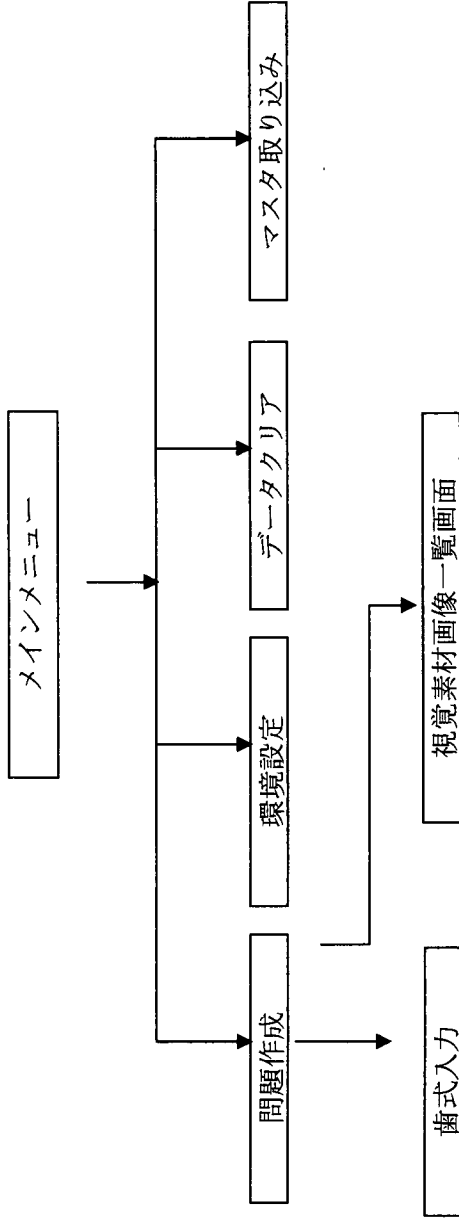 メインメニュー
問題作成
環境設定
データクリア
マスタ取り込み
歯式入力
視覚素材画像一覧画面